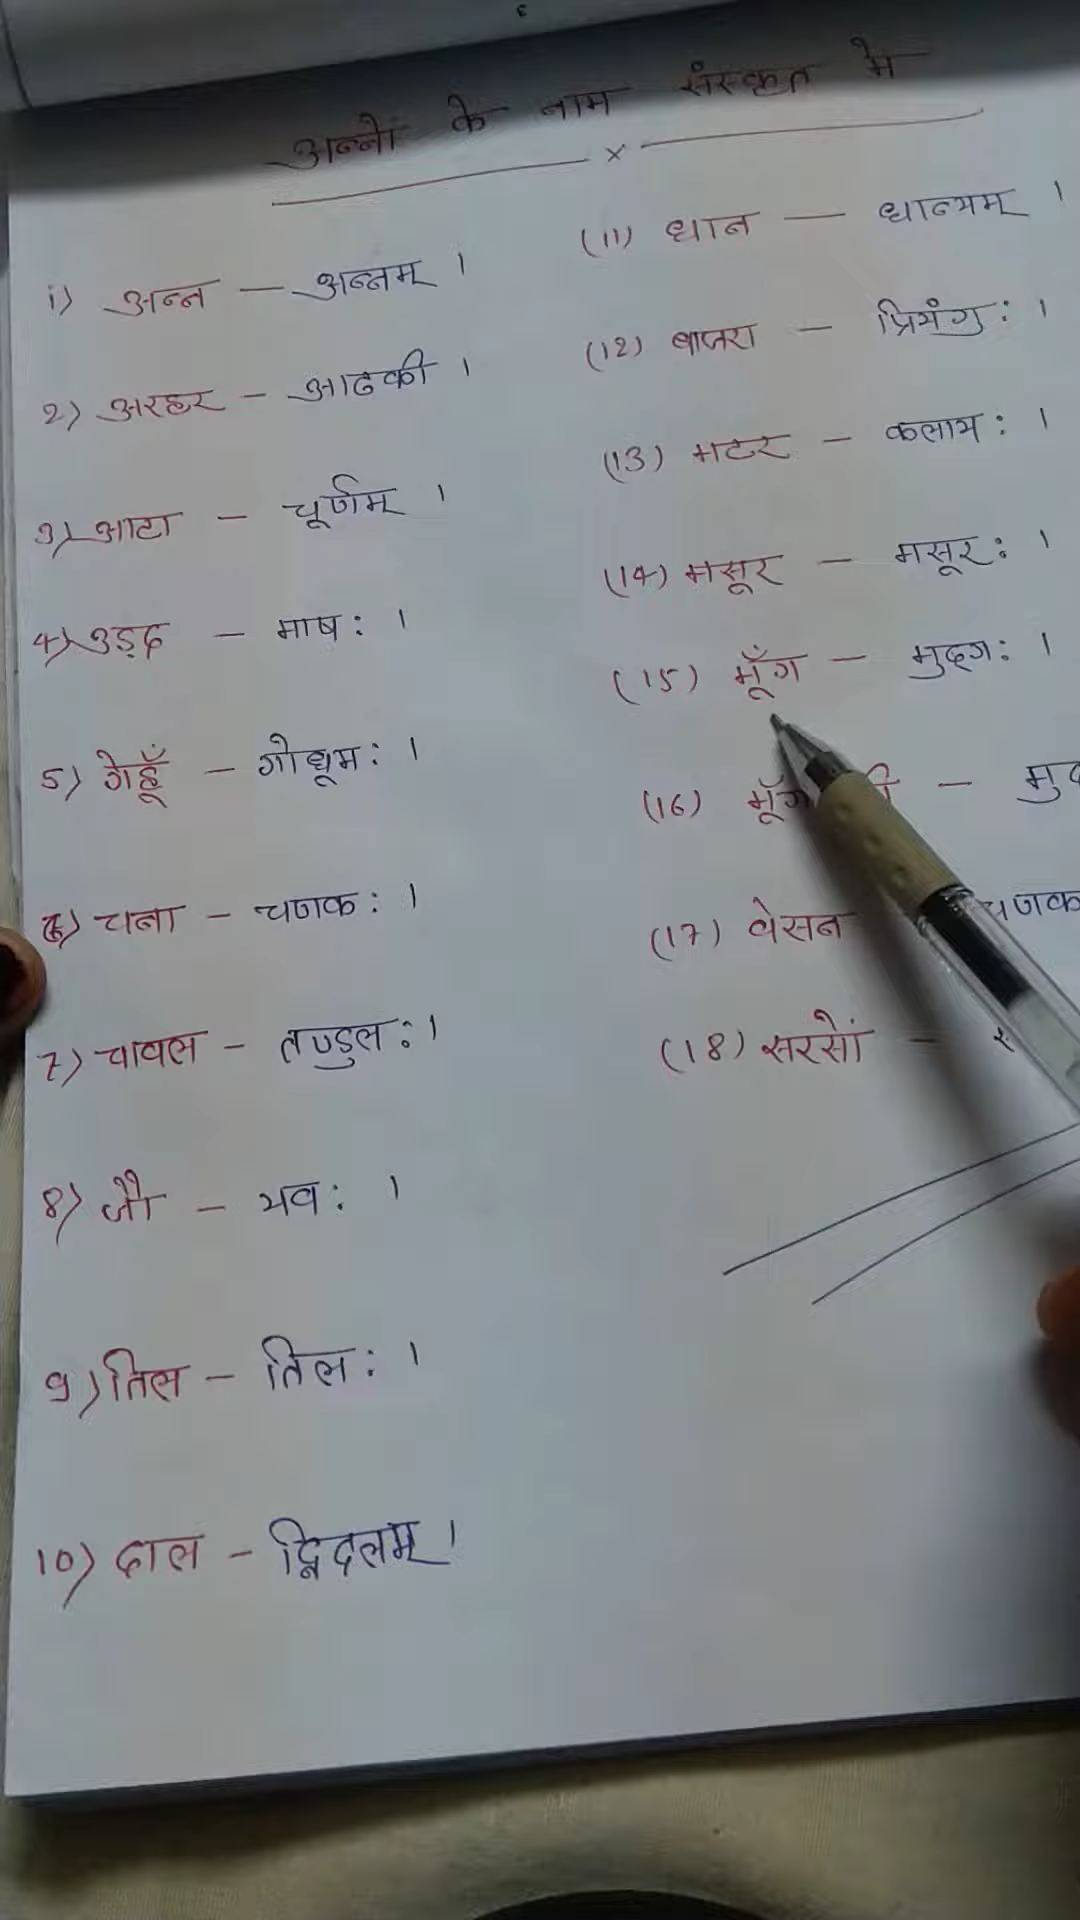 अन्नों के नाम संस्कृत में
1) अन्न — अन्नम् ।
2) अरहर – आढकी ।
3) आटा – चूर्णम् ।
4) उड़द – माषः ।
5) गेहूँ – गोधूमः ।
6) चना – चणकः ।
7) चावल – तण्डुलः ।
8) जौ – यवः ।
9) तिल – तिलः ।
10) दाल – द्विदलम् ।
(11) धान — धान्यम् ।
(12) बाजरा – प्रियंगुः ।
(13) मटर – कलायः ।
(14) मसूर – मसूरः ।
(15) मूँग – मुद्गः ।
(16) –
(17) वेसन चणक
(18) सरसों –